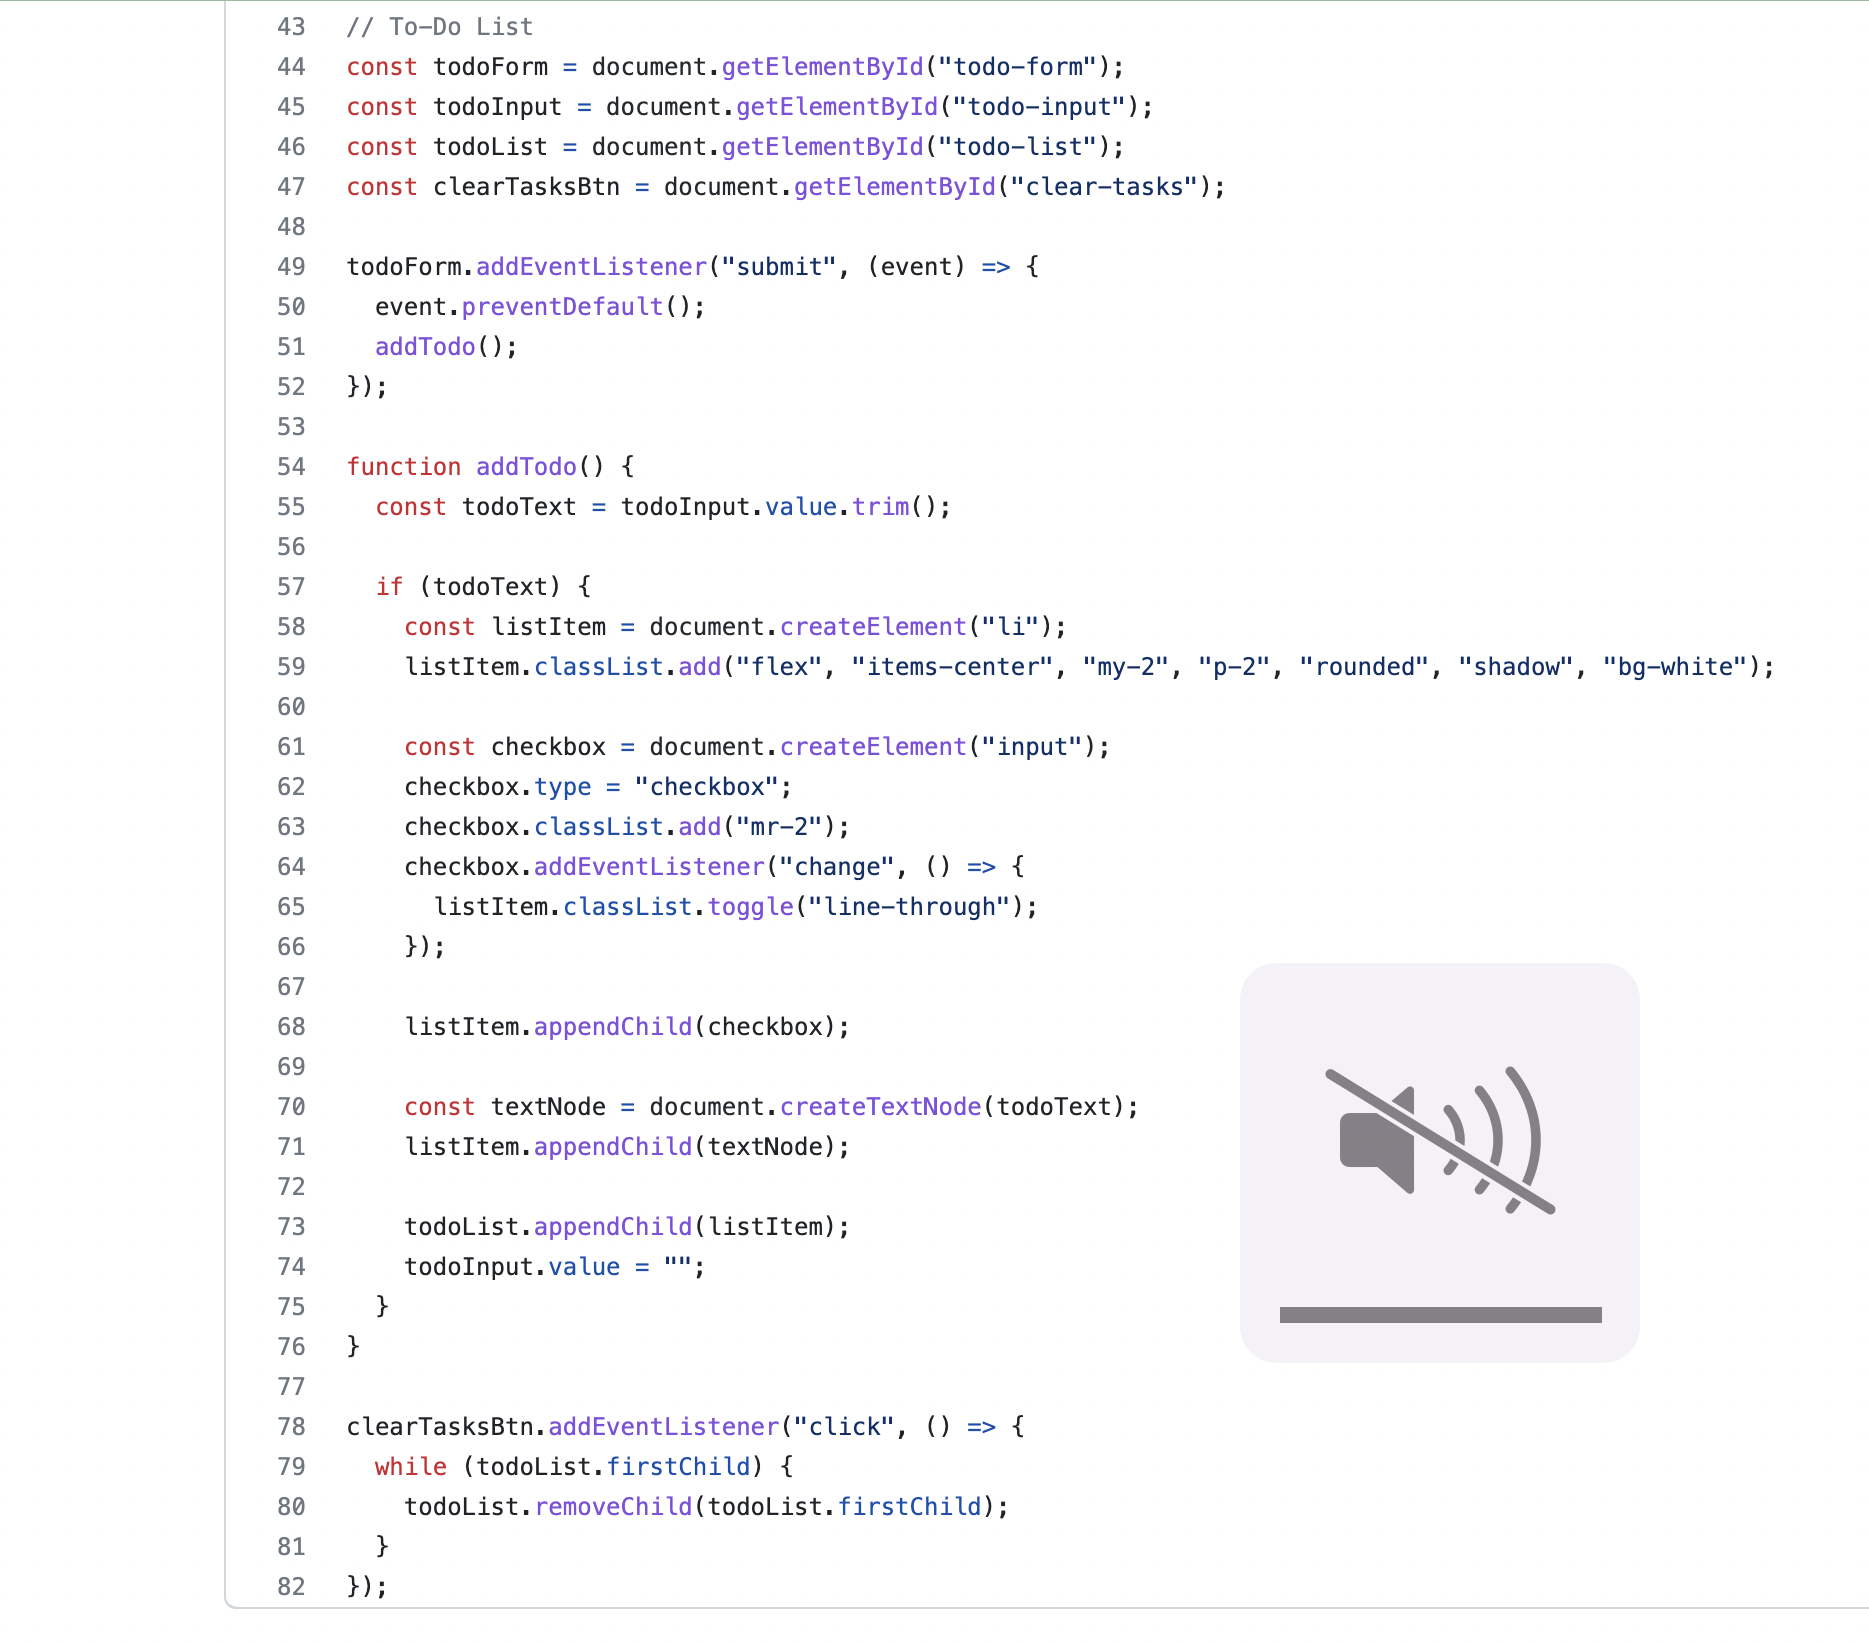 43 // To-Do List
44 const todoForm = document.getElementById("todo-form");
45 const todoInput = document.getElementById("todo-input");
46 const todoList = document.getElementById("todo-list");
47 const clearTasksBtn = document.getElementById("clear-tasks");
48
49 todoForm.addEventListener("submit", (event) => {
50   event.preventDefault();
51   addTodo();
52 });
53
54 function addTodo() {
55   const todoText = todoInput.value.trim();
56
57   if (todoText) {
58     const listItem = document.createElement("li");
59     listItem.classList.add("flex", "items-center", "my-2", "p-2", "rounded", "shadow", "bg-white");
60
61     const checkbox = document.createElement("input");
62     checkbox.type = "checkbox";
63     checkbox.classList.add("mr-2");
64     checkbox.addEventListener("change", () => {
65       listItem.classList.toggle("line-through");
66     });
67
68     listItem.appendChild(checkbox);
69
70     const textNode = document.createTextNode(todoText);
71     listItem.appendChild(textNode);
72
73     todoList.appendChild(listItem);
74     todoInput.value = "";
75   }
76 }
77
78 clearTasksBtn.addEventListener("click", () => {
79   while (todoList.firstChild) {
80     todoList.removeChild(todoList.firstChild);
81   }
82 });